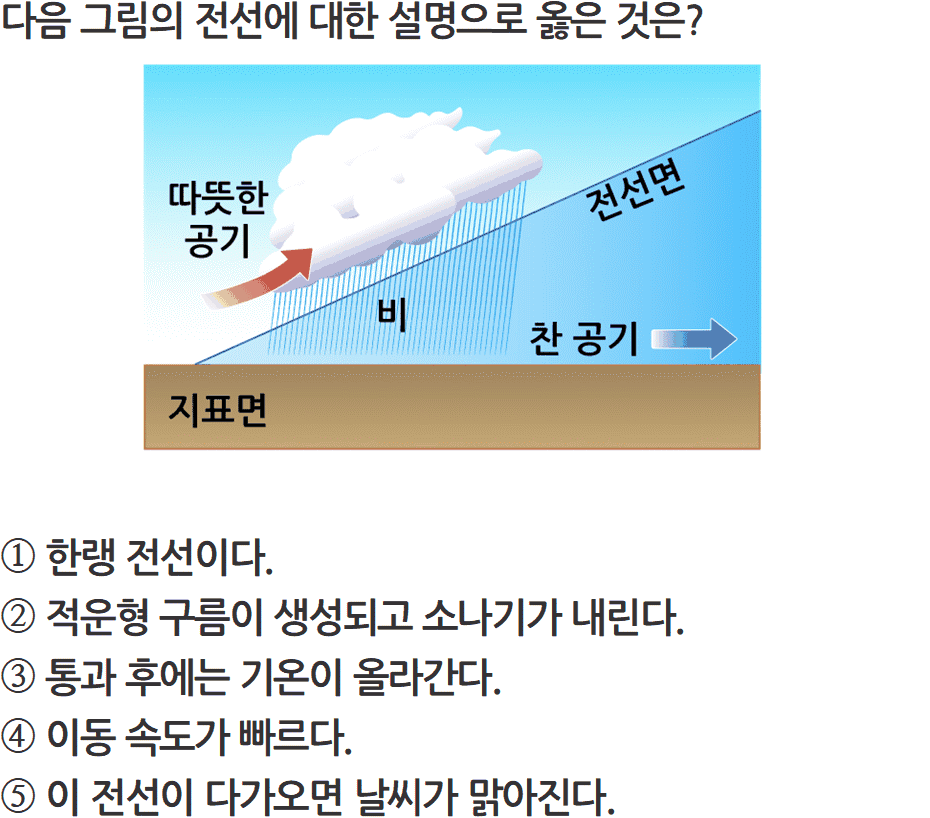 다음 그림의 전선에 대한 설명으로 옳은 것은?
따뜻한
공기
전선면
비
찬 공기
지표면
① 한랭 전선이다.
② 적운형 구름이 생성되고 소나기가 내린다.
③ 통과 후에는 기온이 올라간다.
④ 이동 속도가 빠르다.
⑤ 이 전선이 다가오면 날씨가 맑아진다.